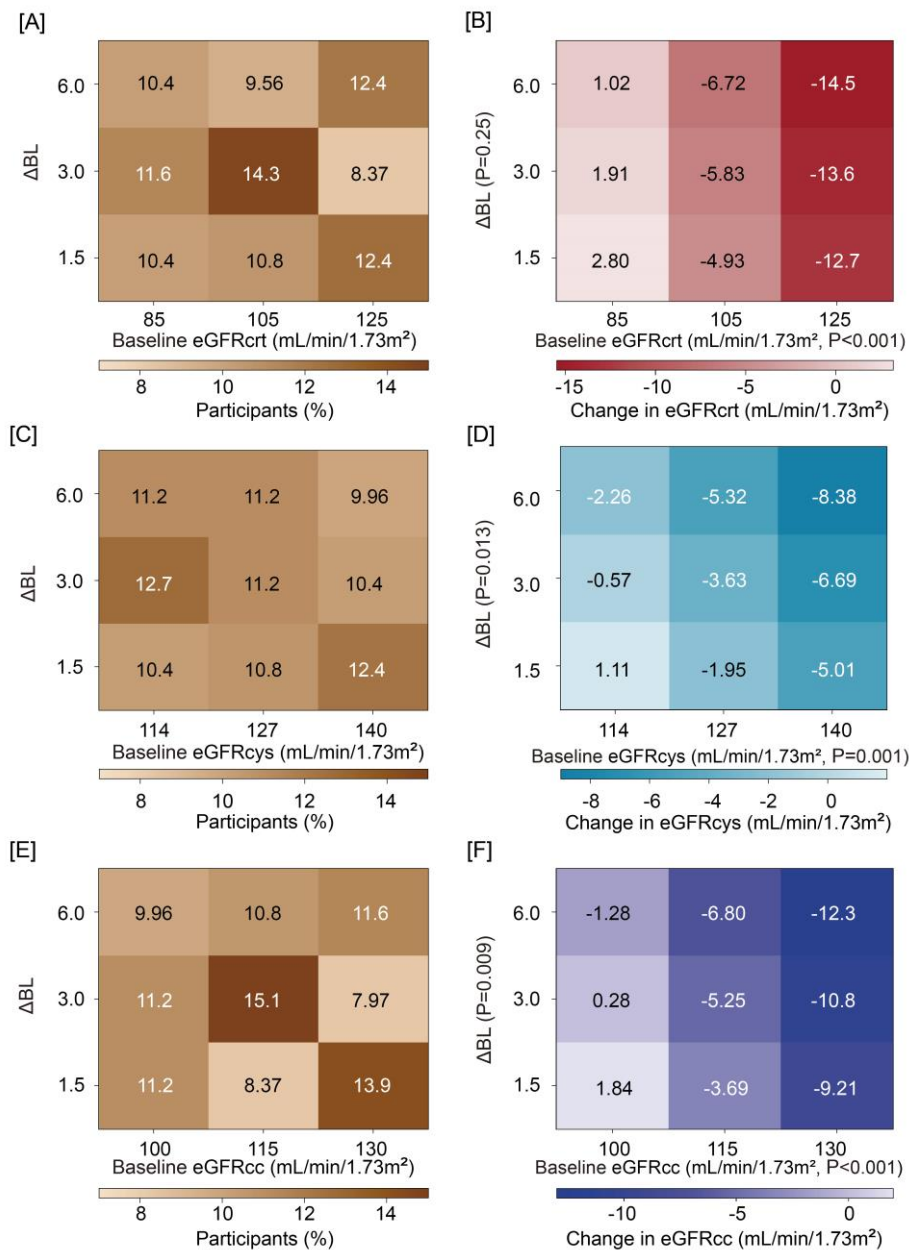 [A]
ΔBL
6.0
10.4 9.56 12.4
3.0
11.6 14.3 8.37
1.5
10.4 10.8 12.4
85 105 125
Baseline eGFRcrt (mL/min/1.73m²)
8 10 12 14
Participants (%)
[B]
ΔBL (P=0.25)
6.0
1.02 -6.72 -14.5
3.0
1.91 -5.83 -13.6
1.5
2.80 -4.93 -12.7
85 105 125
Baseline eGFRcrt (mL/min/1.73m², P<0.001)
-15 -10 -5 0
Change in eGFRcrt (mL/min/1.73m²)
[C]
ΔBL
6.0
11.2 11.2 9.96
3.0
12.7 11.2 10.4
1.5
10.4 10.8 12.4
114 127 140
Baseline eGFRcys (mL/min/1.73m²)
8 10 12 14
Participants (%)
[D]
ΔBL (P=0.013)
6.0
-2.26 -5.32 -8.38
3.0
-0.57 -3.63 -6.69
1.5
1.11 -1.95 -5.01
114 127 140
Baseline eGFRcys (mL/min/1.73m², P=0.001)
-8 -6 -4 -2 0
Change in eGFRcys (mL/min/1.73m²)
[E]
ΔBL
6.0
9.96 10.8 11.6
3.0
11.2 15.1 7.97
1.5
11.2 8.37 13.9
100 115 130
Baseline eGFRcc (mL/min/1.73m²)
8 10 12 14
Participants (%)
[F]
ΔBL (P=0.009)
6.0
-1.28 -6.80 -12.3
3.0
0.28 -5.25 -10.8
1.5
1.84 -3.69 -9.21
100 115 130
Baseline eGFRcc (mL/min/1.73m², P<0.001)
-10 -5 0
Change in eGFRcc (mL/min/1.73m²)